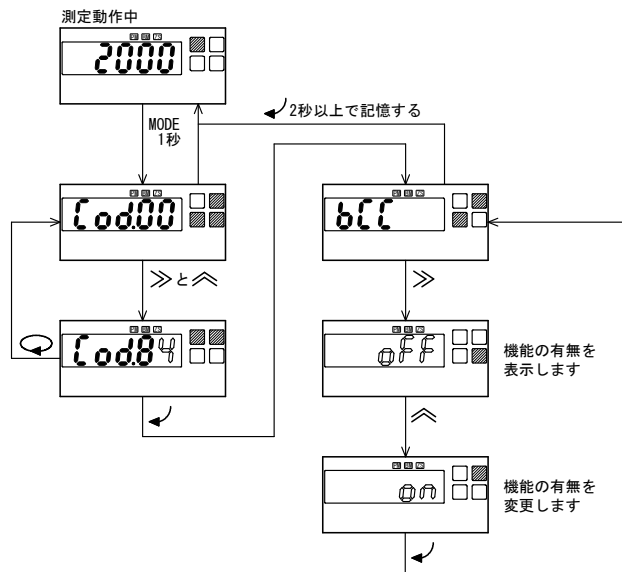 測定動作中
2000
MODE
1秒
2秒以上で記憶する
Cod.00
bCC
と
Cod.84
oFF
機能の有無を
表示します
on
機能の有無を
変更します